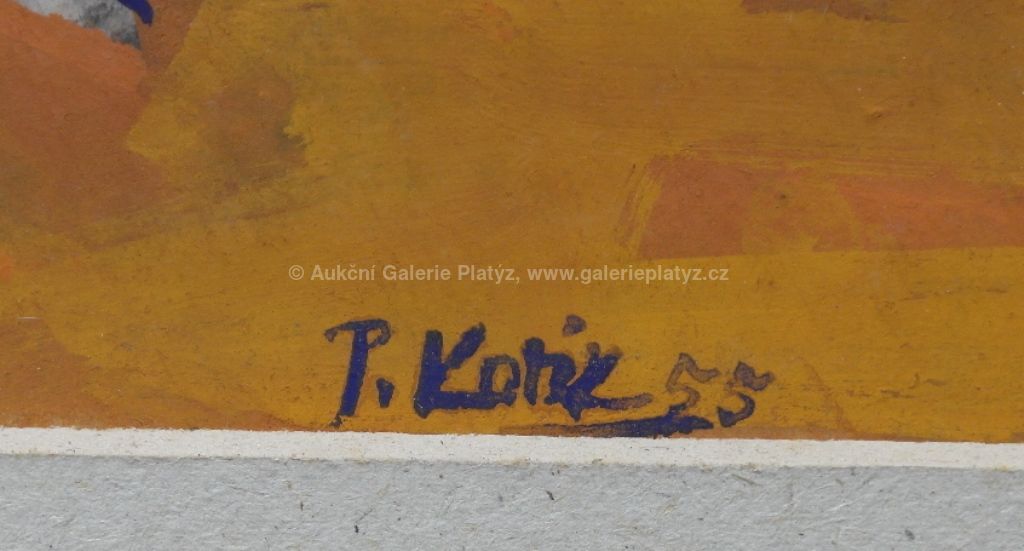 © Aukční Galerie Platýz, www.galerieplatyz.cz
P. Kotík 55